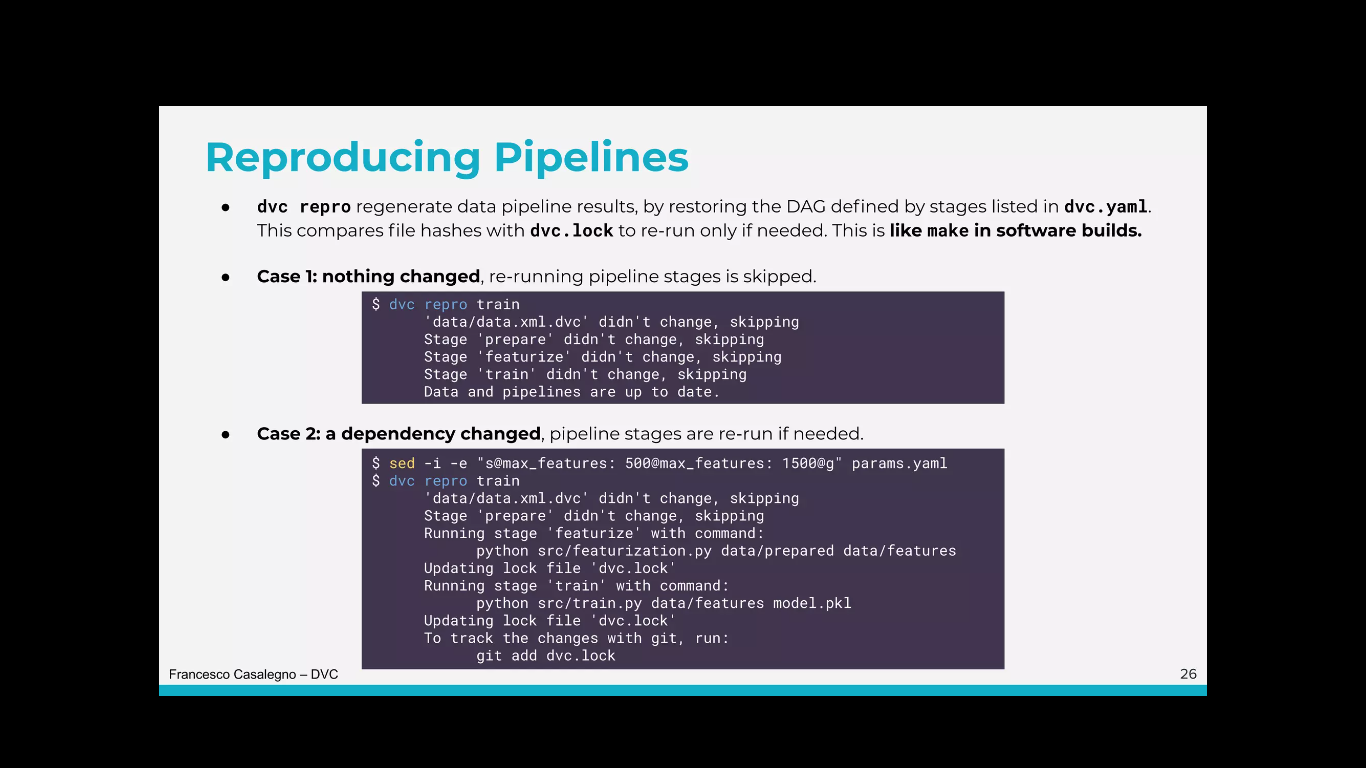 Reproducing Pipelines
● dvc repro regenerate data pipeline results, by restoring the DAG defined by stages listed in dvc.yaml.
This compares file hashes with dvc.lock to re-run only if needed. This is like make in software builds.
● Case 1: nothing changed, re-running pipeline stages is skipped.
$ dvc repro train
'data/data.xml.dvc' didn't change, skipping
Stage 'prepare' didn't change, skipping
Stage 'featurize' didn't change, skipping
Stage 'train' didn't change, skipping
Data and pipelines are up to date.
● Case 2: a dependency changed, pipeline stages are re-run if needed.
$ sed -i -e "s@max_features: 500@max_features: 1500@g" params.yaml
$ dvc repro train
'data/data.xml.dvc' didn't change, skipping
Stage 'prepare' didn't change, skipping
Running stage 'featurize' with command:
python src/featurization.py data/prepared data/features
Updating lock file 'dvc.lock'
Running stage 'train' with command:
python src/train.py data/features model.pkl
Updating lock file 'dvc.lock'
To track the changes with git, run:
git add dvc.lock
Francesco Casalegno – DVC
26